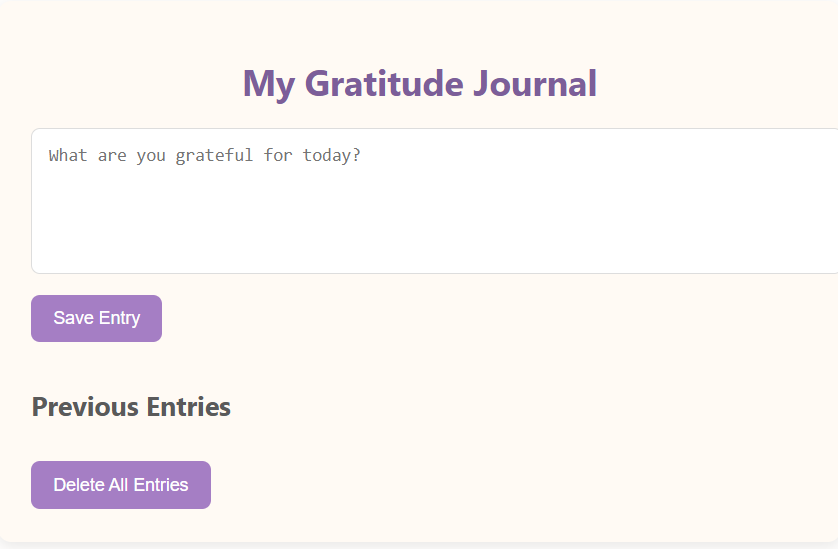 My Gratitude Journal
What are you grateful for today?
Save Entry
Previous Entries
Delete All Entries